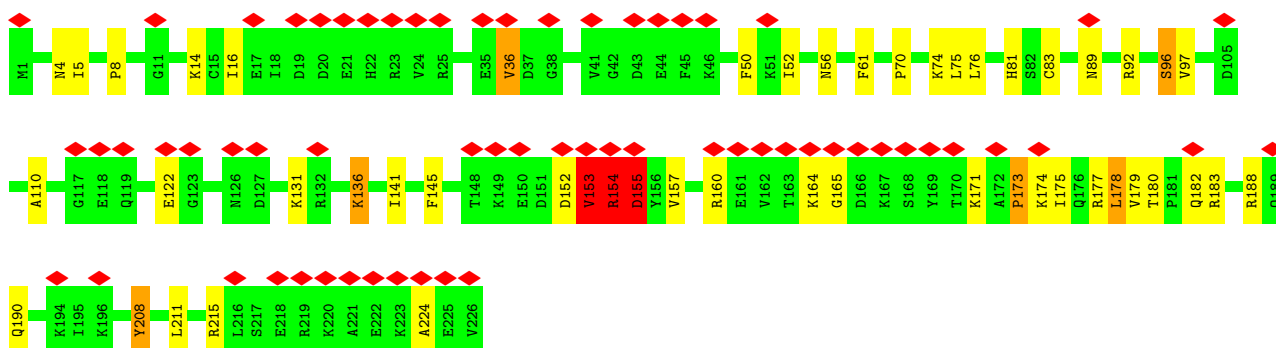 M1 N4 I5 P8 G11 K14 C15 I16 E17 I18 D19 D20 E21 H22 R23 V24 R25 E35 V36 D37 G38 V41 G42 D43 E44 F45 K46 F50 K51 I52 N56 F61 P70 K74 L75 L76 H81 S82 C83 N89 R92 S96 V97 D105
A110 G117 E118 Q119 E122 G123 N126 D127 K131 R132 K136 I141 F145 T148 K149 E150 D151 D152 V153 R154 D155 Y156 V157 R160 E161 V162 T163 K164 G165 D166 K167 S168 Y169 T170 K171 A172 P173 K174 I175 Q176 R177 L178 V179 T180 P181 Q182 R183 R188 Q189
Q190 K194 I195 K196 Y208 L211 R215 L216 S217 E218 R219 K220 A221 E222 K223 A224 E225 V226